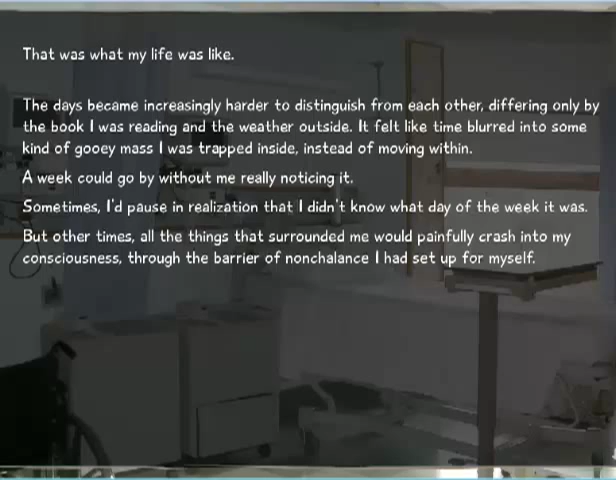 That was what my life was like.
The days became increasingly harder to distinguish from each other, differing only by
the book I was reading and the weather outside. It felt like time blurred into some
kind of gooey mass I was trapped inside, instead of moving within.
A week could go by without me really noticing it.
Sometimes, I'd pause in realization that I didn't know what day of the week it was.
But other times, all the things that surrounded me would painfully crash into my
consciousness, through the barrier of nonchalance I had set up for myself.